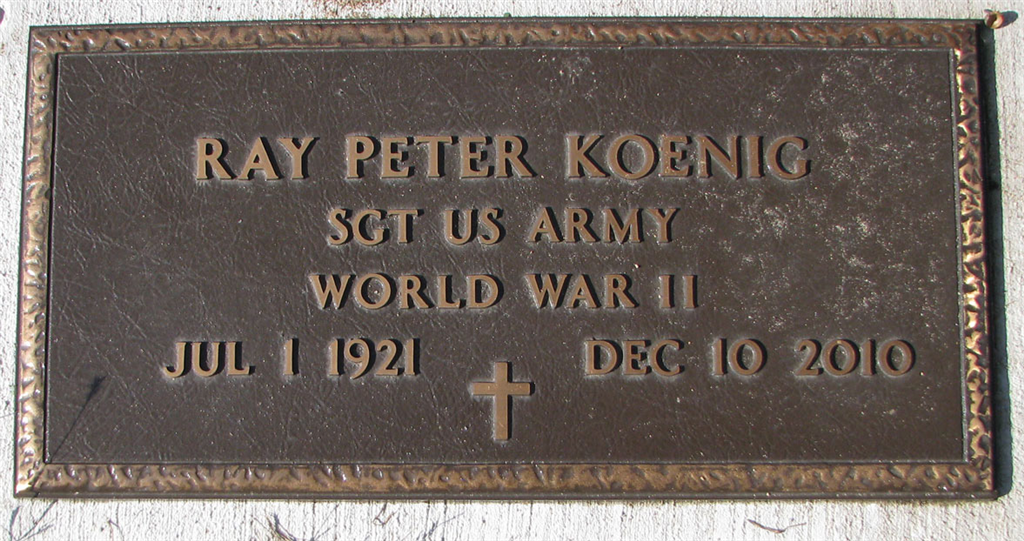 RAY PETER KOENIG
SGT US ARMY
WORLD WAR II
JUL 1 1921 DEC 10 2010